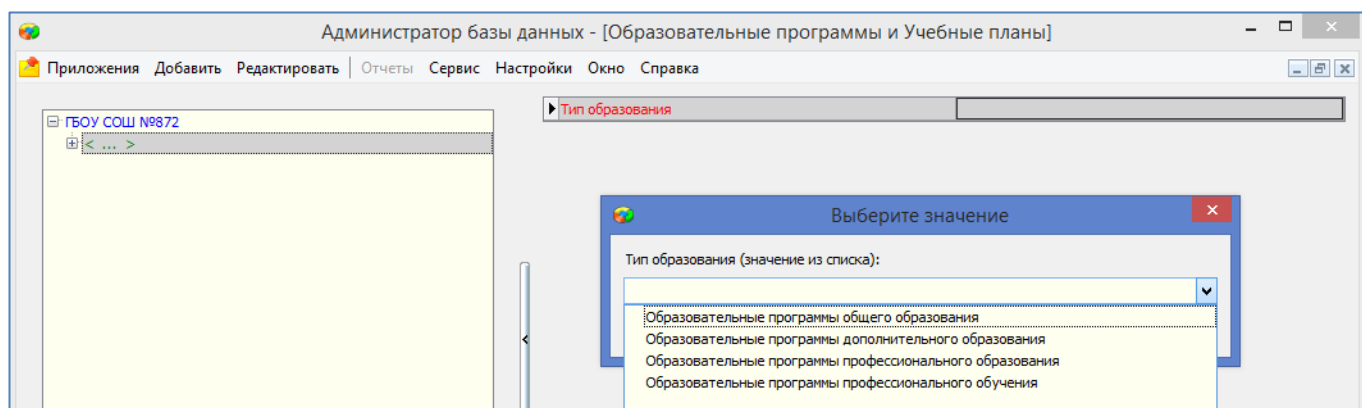 Администратор базы данных - [Образовательные программы и Учебные планы]
Приложения Добавить Редактировать Отчеты Сервис Настройки Окно Справка
Тип образования
ГБОУ СОШ №872
< ... >
Выберите значение
Тип образования (значение из списка):
Образовательные программы общего образования
Образовательные программы дополнительного образования
Образовательные программы профессионального образования
Образовательные программы профессионального обучения